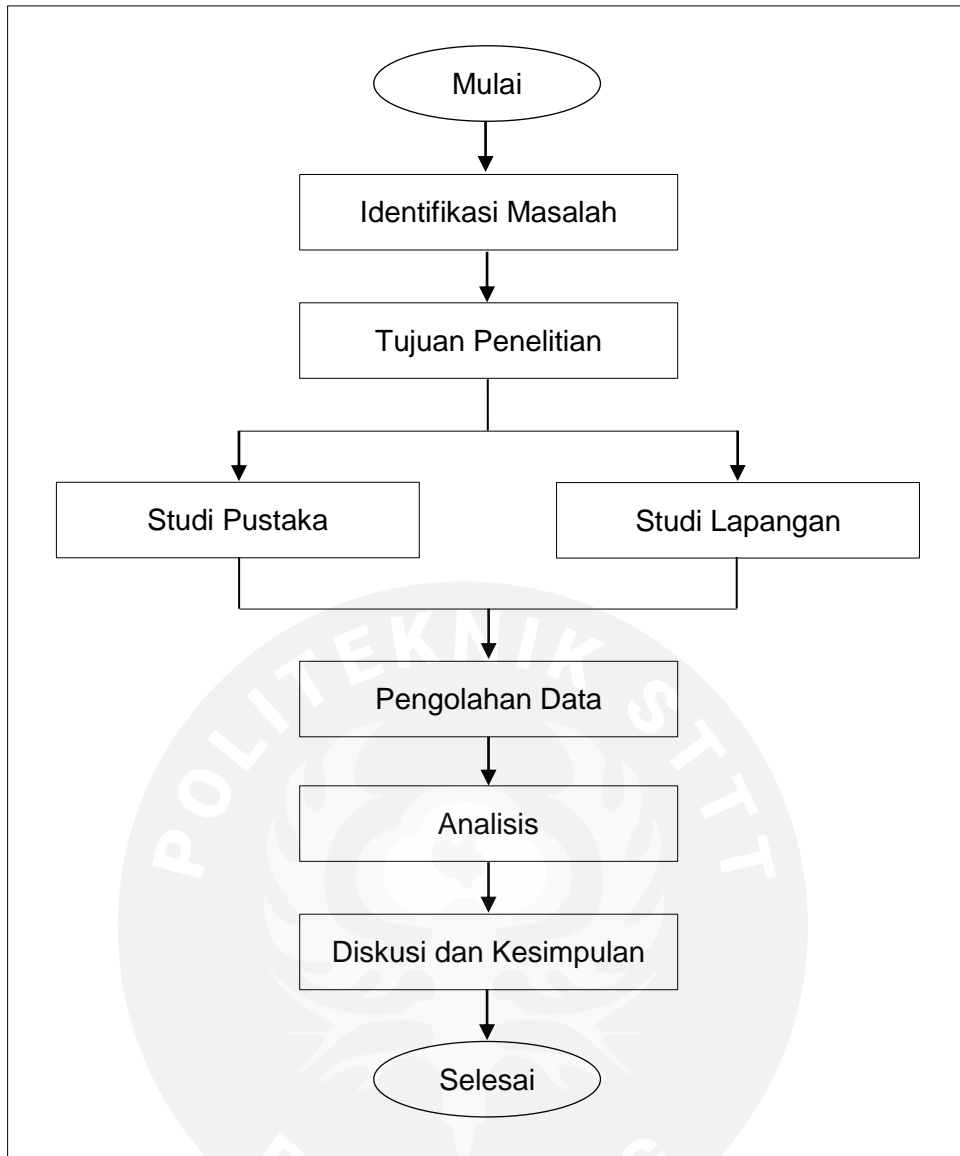 Mulai
Identifikasi Masalah
Tujuan Penelitian
Studi Pustaka
Studi Lapangan
POLITEKNIK STTT
Pengolahan Data
Analisis
Diskusi dan Kesimpulan
Selesai